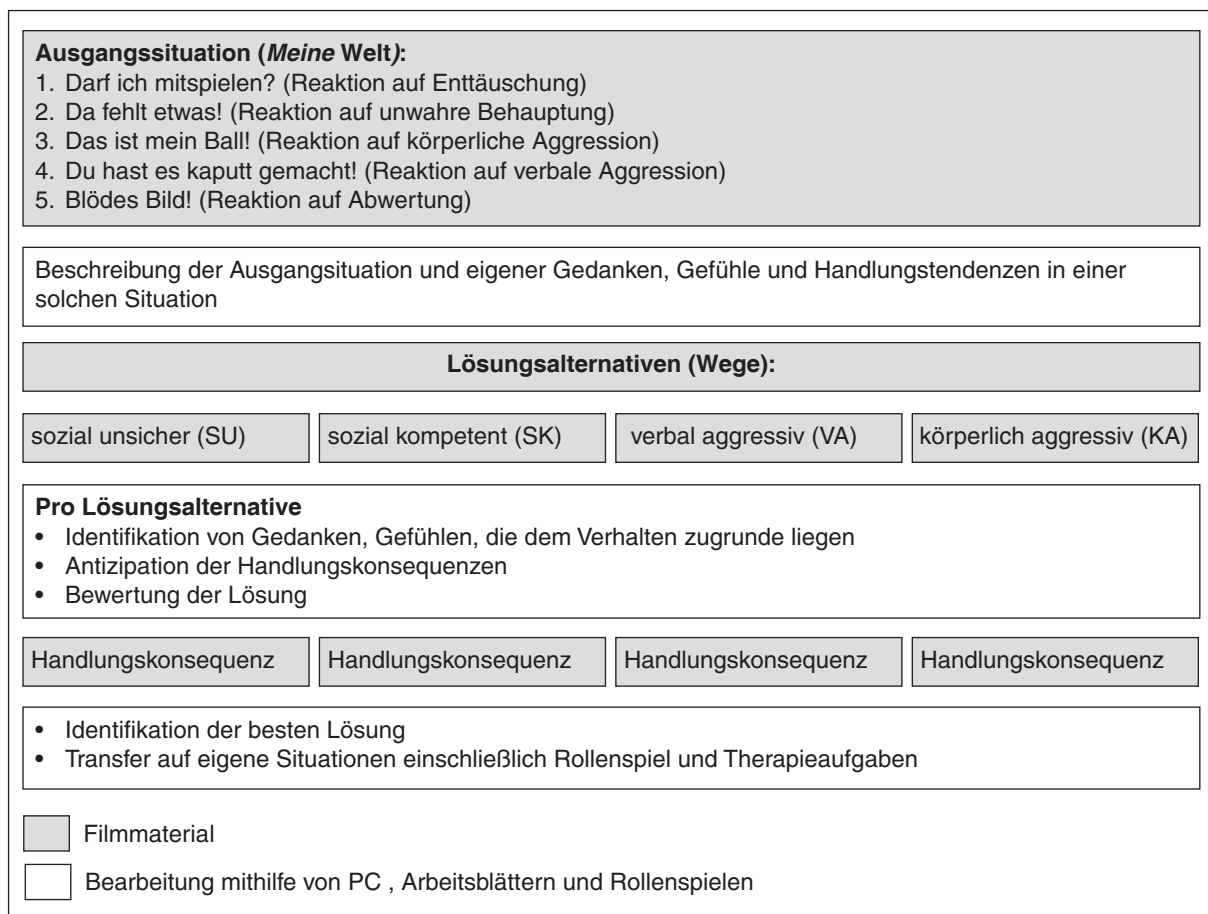 Ausgangssituation (Meine Welt):
1. Darf ich mitspielen? (Reaktion auf Enttäuschung)
2. Da fehlt etwas! (Reaktion auf unwahre Behauptung)
3. Das ist mein Ball! (Reaktion auf körperliche Aggression)
4. Du hast es kaputt gemacht! (Reaktion auf verbale Aggression)
5. Blödes Bild! (Reaktion auf Abwertung)
Beschreibung der Ausgangsituation und eigener Gedanken, Gefühle und Handlungstendenzen in einer
solchen Situation
Lösungsalternativen (Wege):
sozial unsicher (SU)
sozial kompetent (SK)
verbal aggressiv (VA)
körperlich aggressiv (KA)
Pro Lösungsalternative
• Identifikation von Gedanken, Gefühlen, die dem Verhalten zugrunde liegen
• Antizipation der Handlungskonsequenzen
• Bewertung der Lösung
Handlungskonsequenz
Handlungskonsequenz
Handlungskonsequenz
Handlungskonsequenz
• Identifikation der besten Lösung
• Transfer auf eigene Situationen einschließlich Rollenspiel und Therapieaufgaben
Filmmaterial
Bearbeitung mithilfe von PC , Arbeitsblättern und Rollenspielen